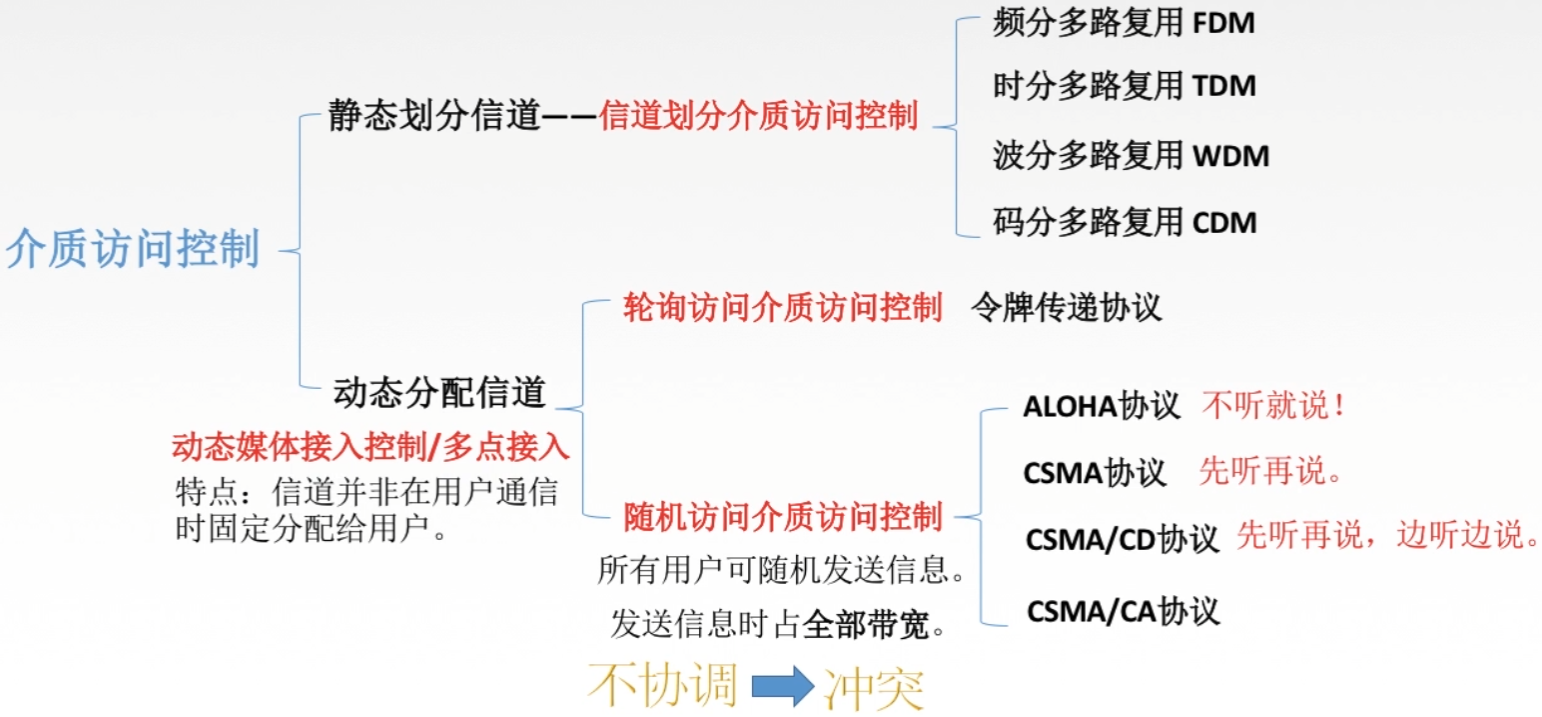 介质访问控制
静态划分信道——信道划分介质访问控制
频分多路复用 FDM
时分多路复用 TDM
波分多路复用 WDM
码分多路复用 CDM
动态分配信道
动态媒体接入控制/多点接入
特点：信道并非在用户通信
时固定分配给用户。
轮询访问介质访问控制 令牌传递协议
随机访问介质访问控制
所有用户可随机发送信息。
发送信息时占全部带宽。
不协调 冲突
ALOHA协议 不听就说！
CSMA协议 先听再说。
CSMA/CD协议 先听再说，边听边说。
CSMA/CA协议